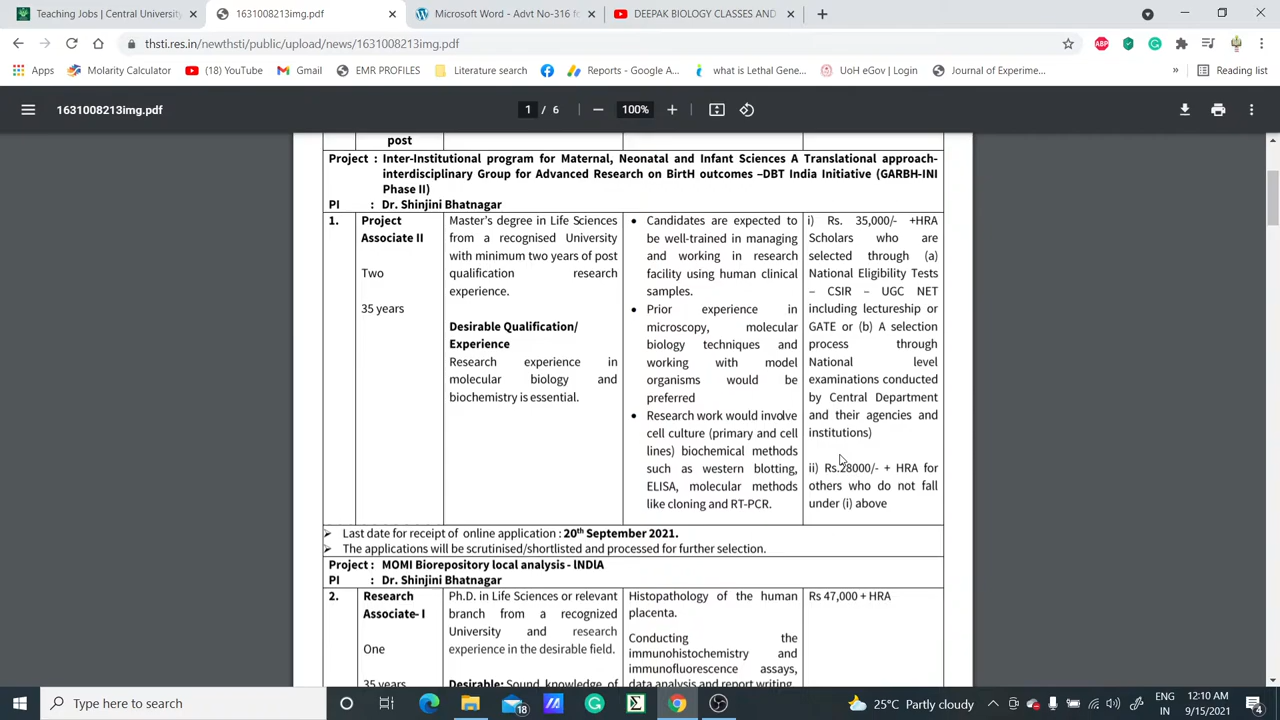 Teaching Jobs | Central University
1631008213img.pdf
Microsoft Word - Advt No-316 fo
DEEPAK BIOLOGY CLASSES AND
thsti.res.in/newthsti/public/upload/news/1631008213img.pdf
ABP
Apps
Molarity Calculator
(18) YouTube
Gmail
EMR PROFILES
Literature search
Reports - Google A...
what is Lethal Gene...
UoH eGov | Login
Journal of Experime...
»
Reading list
1631008213img.pdf
1 / 6
100%
post
Project : Inter-Institutional program for Maternal, Neonatal and Infant Sciences A Translational approach-
interdisciplinary Group for Advanced Research on BirtH outcomes –DBT India Initiative (GARBH-INI
Phase II)
PI : Dr. Shinjini Bhatnagar
1.
Project
Associate II
Two
35 years
Master's degree in Life Sciences
from a recognised University
with minimum two years of post
qualification research
experience.
Desirable Qualification/
Experience
Research experience in
molecular biology and
biochemistry is essential.
• Candidates are expected to
be well-trained in managing
and working in research
facility using human clinical
samples.
• Prior experience in
microscopy, molecular
biology techniques and
working with model
organisms would be
preferred
• Research work would involve
cell culture (primary and cell
lines) biochemical methods
such as western blotting,
ELISA, molecular methods
like cloning and RT-PCR.
i) Rs. 35,000/- +HRA
Scholars who are
selected through (a)
National Eligibility Tests
– CSIR – UGC NET
including lectureship or
GATE or (b) A selection
process through
National level
examinations conducted
by Central Department
and their agencies and
institutions)
ii) Rs.28000/- + HRA for
others who do not fall
under (i) above
➢ Last date for receipt of online application : 20th September 2021.
➢ The applications will be scrutinised/shortlisted and processed for further selection.
Project : MOMI Biorepository local analysis - lNDlA
PI : Dr. Shinjini Bhatnagar
2.
Research
Associate- I
One
35 years
Ph.D. in Life Sciences or relevant
branch from a recognized
University and research
experience in the desirable field.
Desirable: Sound knowledge of
Histopathology of the human
placenta.
Conducting the
immunohistochemistry and
immunofluorescence assays,
data analysis and report writing.
Rs 47,000 + HRA
Type here to search
18
25°C Partly cloudy
ENG
IN
12:10 AM
9/15/2021
4